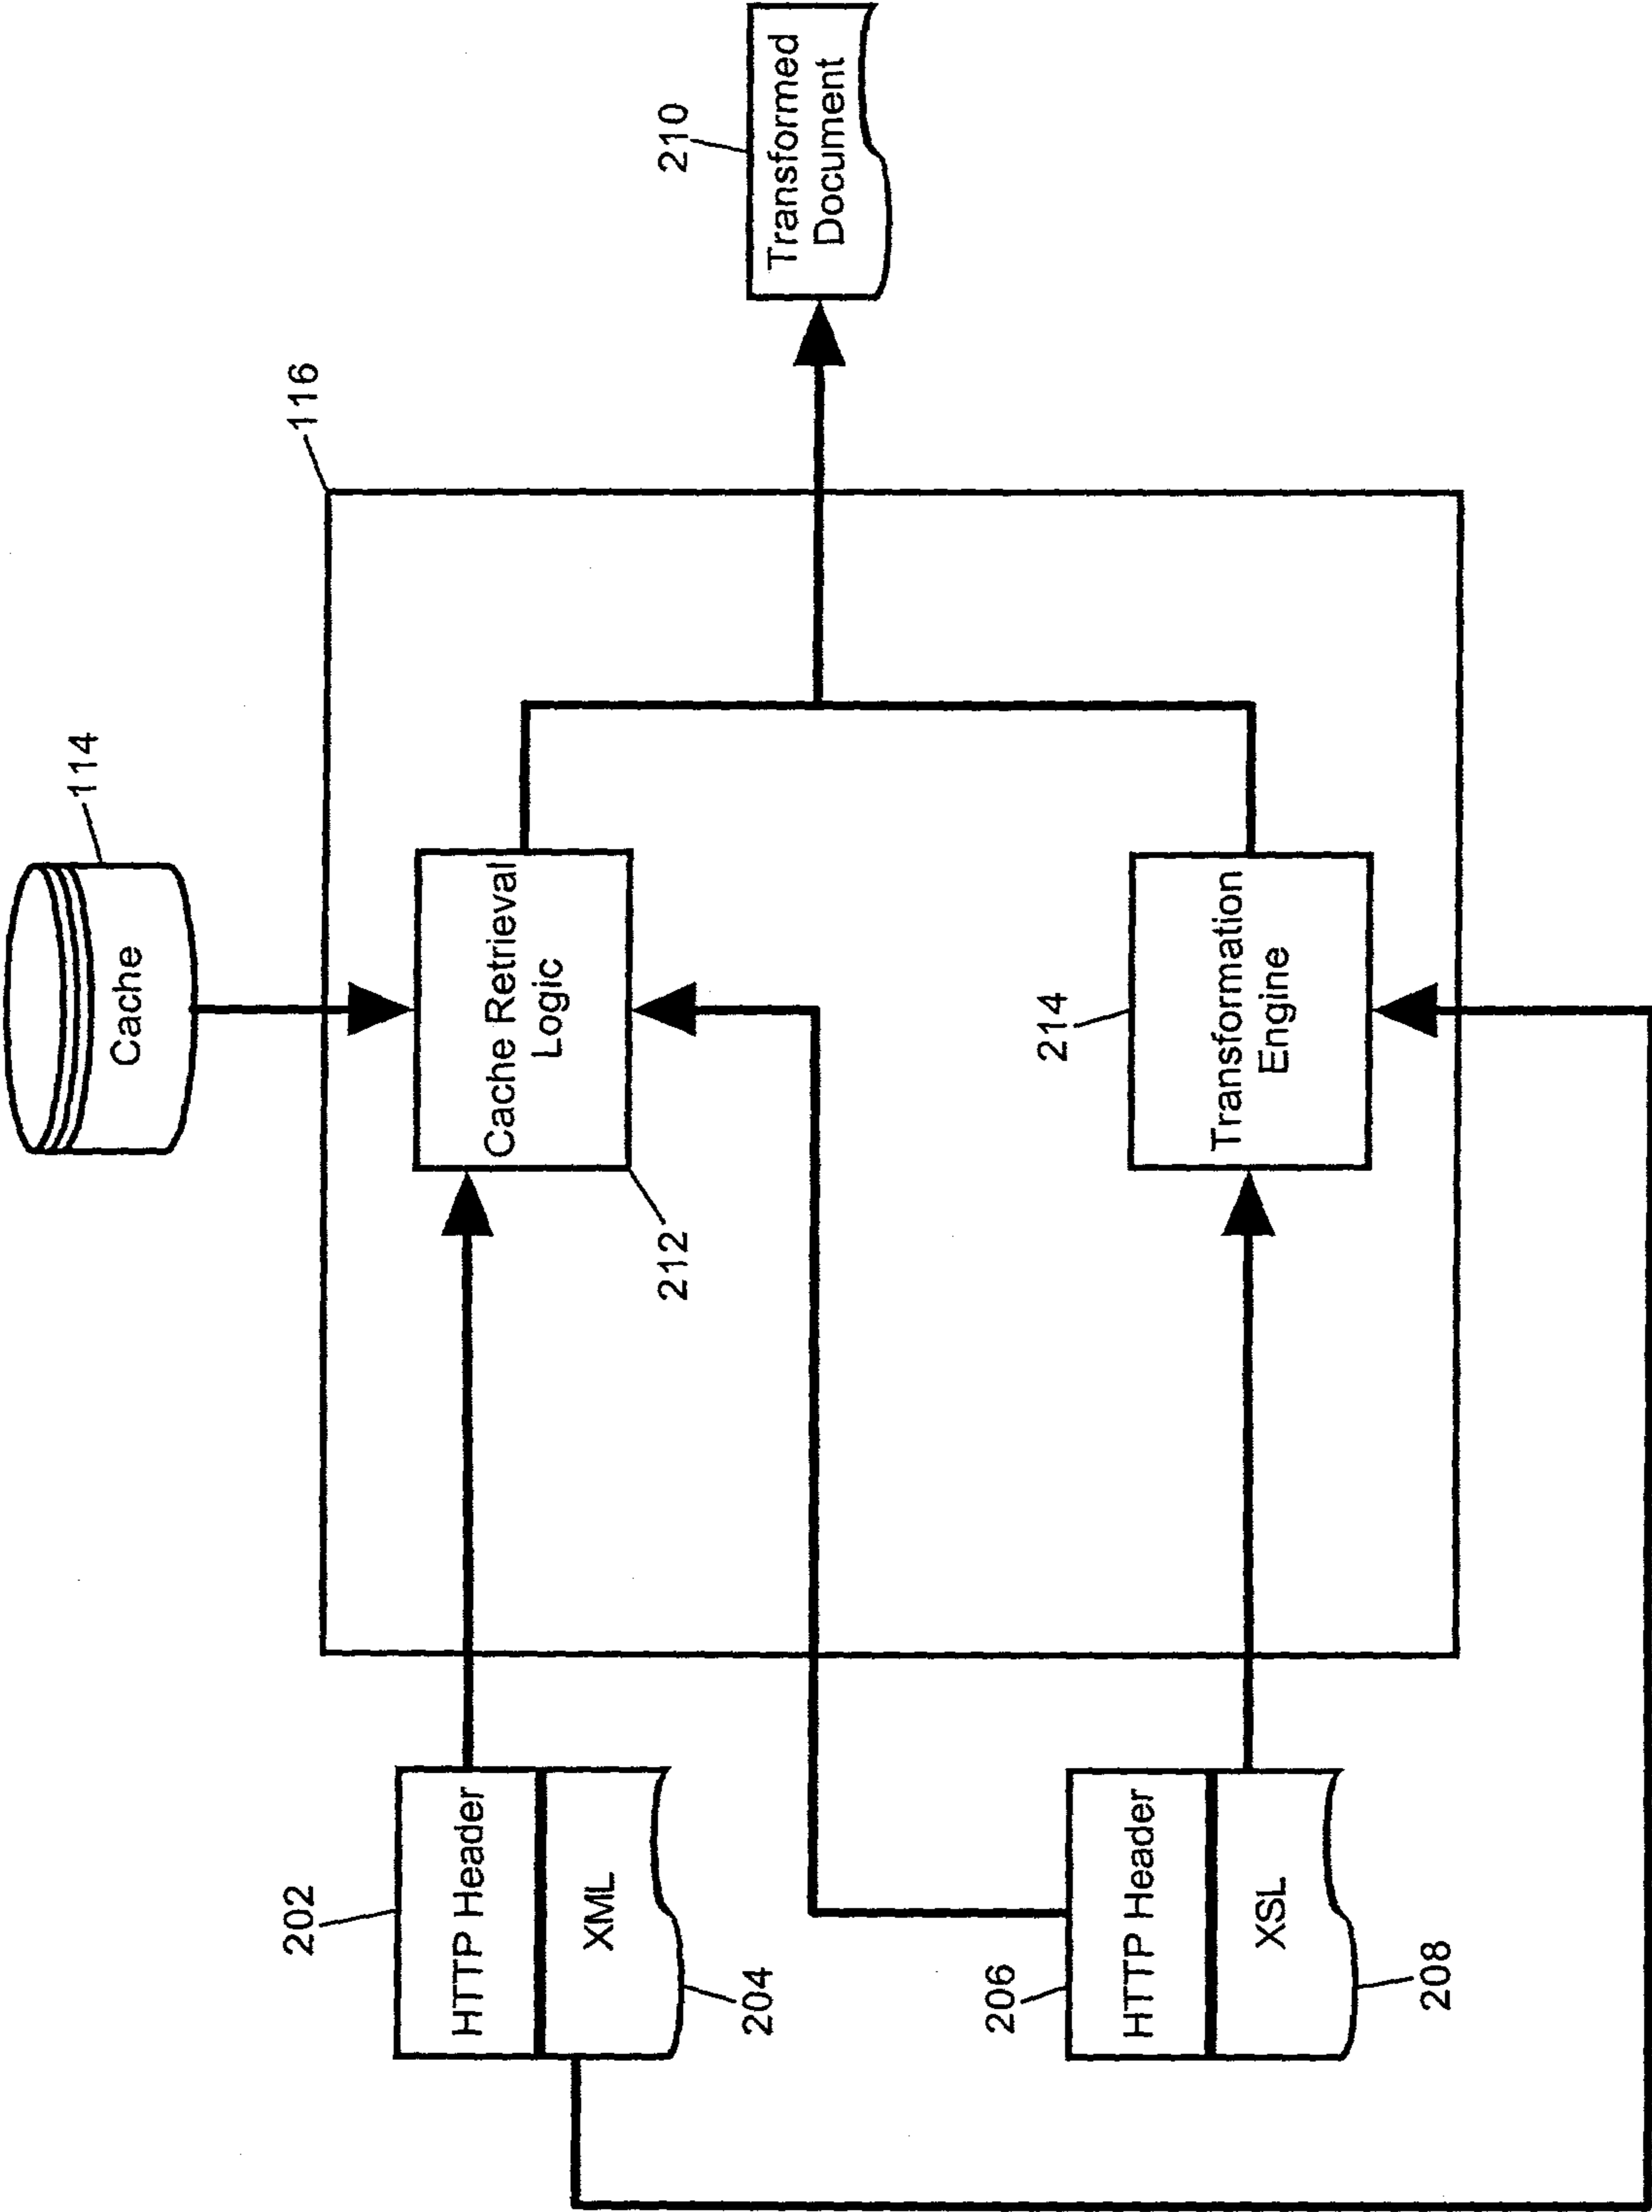 114
Cache
116
202
HTTP Header
XML
204
Cache Retrieval
Logic
212
210
Transformed
Document
206
HTTP Header
XSL
208
214
Transformation
Engine